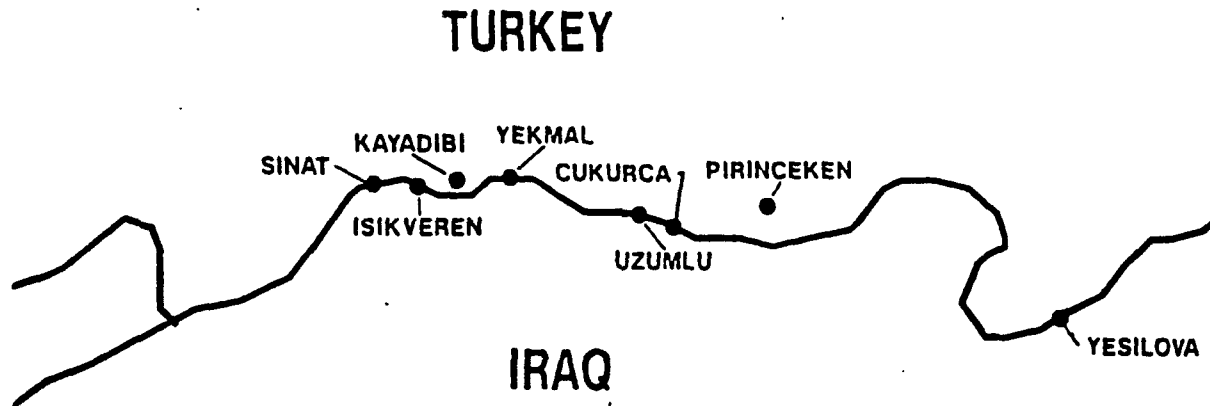 TURKEY
YEKMAL
KAYADIBI
SINAT
CUKURCA
PIRINCEKEN
ISIKVEREN
UZUMLU
YESILOVA
IRAQ